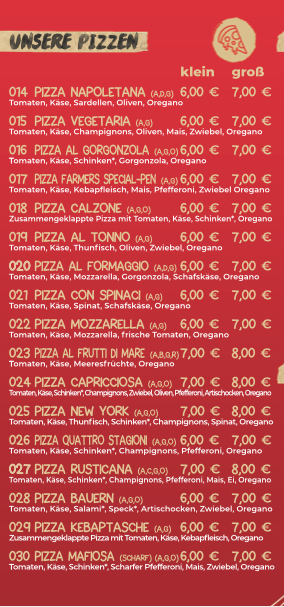 UNSERE PIZZEN
klein groß
014 PIZZA NAPOLETANA (A,D,G) 6,00 € 7,00 €
Tomaten, Käse, Sardellen, Oliven, Oregano
015 PIZZA VEGETARIA (A,G) 6,00 € 7,00 €
Tomaten, Käse, Champignons, Oliven, Mais, Zwiebel, Oregano
016 PIZZA AL GORGONZOLA (A,G,O) 6,00 € 7,00 €
Tomaten, Käse, Schinken*, Gorgonzola, Oregano
017 PIZZA FARMERS SPECIAL-PEN (A,G) 6,00 € 7,00 €
Tomaten, Käse, Kebapfleisch, Mais, Pfefferoni, Zwiebel Oregano
018 PIZZA CALZONE (A,G,O) 6,00 € 7,00 €
Zusammengeklappte Pizza mit Tomaten, Käse, Schinken*, Oregano
019 PIZZA AL TONNO (A,G) 6,00 € 7,00 €
Tomaten, Käse, Thunfisch, Oliven, Zwiebel, Oregano
020 PIZZA AL FORMAGGIO (A,D,G) 6,00 € 7,00 €
Tomaten, Käse, Mozzarella, Gorgonzola, Schafskäse, Oregano
021 PIZZA CON SPINACI (A,G) 6,00 € 7,00 €
Tomaten, Käse, Spinat, Schafskäse, Oregano
022 PIZZA MOZZARELLA (A,G) 6,00 € 7,00 €
Tomaten, Käse, Mozzarella, frische Tomaten, Oregano
023 PIZZA AL FRUTTI DI MARE (A,B,G,R) 7,00 € 8,00 €
Tomaten, Käse, Meeresfrüchte, Oregano
024 PIZZA CAPRICCIOSA (A,G,O) 7,00 € 8,00 €
Tomaten, Käse, Schinken*, Champignons, Zwiebel, Oliven, Pfefferoni, Artischocken, Oregano
025 PIZZA NEW YORK (A,G,O) 7,00 € 8,00 €
Tomaten, Käse, Thunfisch, Schinken*, Champignons, Spinat, Oregano
026 PIZZA QUATTRO STAGIONI (A,G,O) 6,00 € 7,00 €
Tomaten, Käse, Schinken*, Champignons, Pfefferoni, Oregano
027 PIZZA RUSTICANA (A,C,G,O) 7,00 € 8,00 €
Tomaten, Käse, Schinken*, Champignons, Pfefferoni, Mais, Ei, Oregano
028 PIZZA BAUERN (A,G,O) 6,00 € 7,00 €
Tomaten, Käse, Salami*, Speck*, Artischocken, Zwiebel, Oregano
029 PIZZA KEBAPTASCHE (A,G) 6,00 € 7,00 €
Zusammengeklappte Pizza mit Tomaten, Käse, Kebapfleisch, Oregano
030 PIZZA MAFIOSA (SCHARF) (A,G,O) 6,00 € 7,00 €
Tomaten, Käse, Schinken*, Scharfer Pfefferoni, Mais, Zwiebel, Oregano